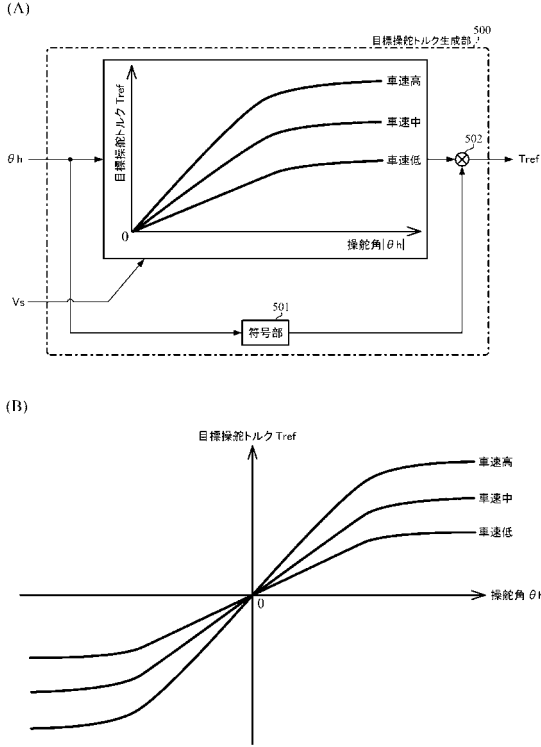 (A)
目標操舵トルク生成部 500
目標操舵トルク Tref
車速高
車速中
車速低
0
操舵角|θh|
θh
502
Tref
Vs
501
符号部
(B)
目標操舵トルク Tref
車速高
車速中
車速低
0
操舵角 θh